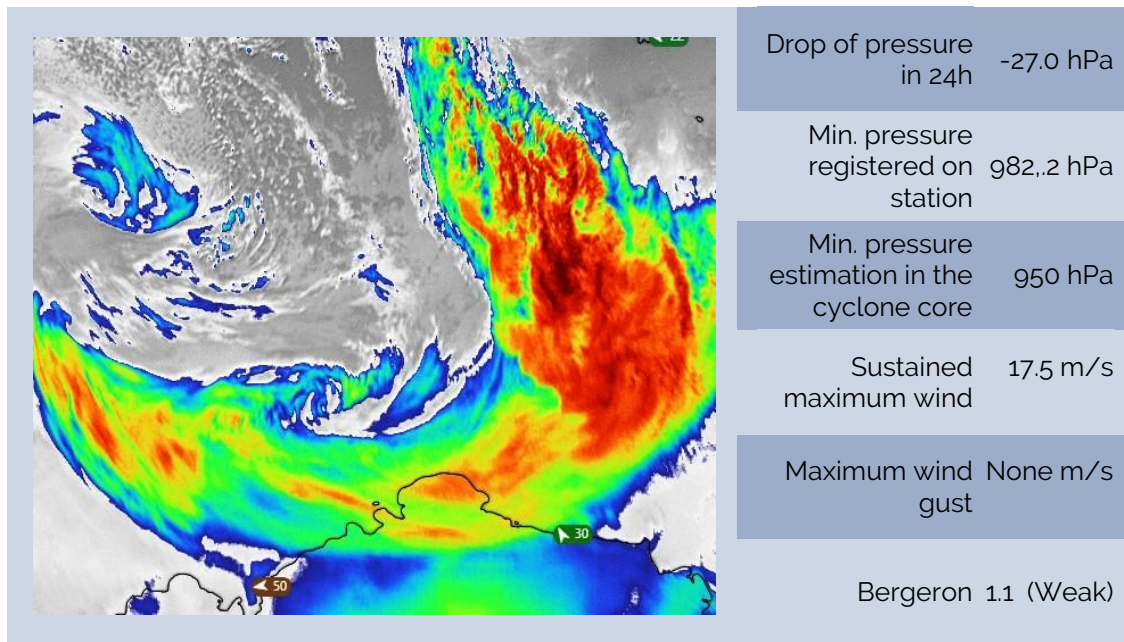 Drop of pressure
in 24h
-27.0 hPa
Min. pressure
registered on
station
982,.2 hPa
Min. pressure
estimation in the
cyclone core
950 hPa
Sustained
maximum wind
17.5 m/s
Maximum wind
gust
None m/s
Bergeron
1.1 (Weak)
30
50